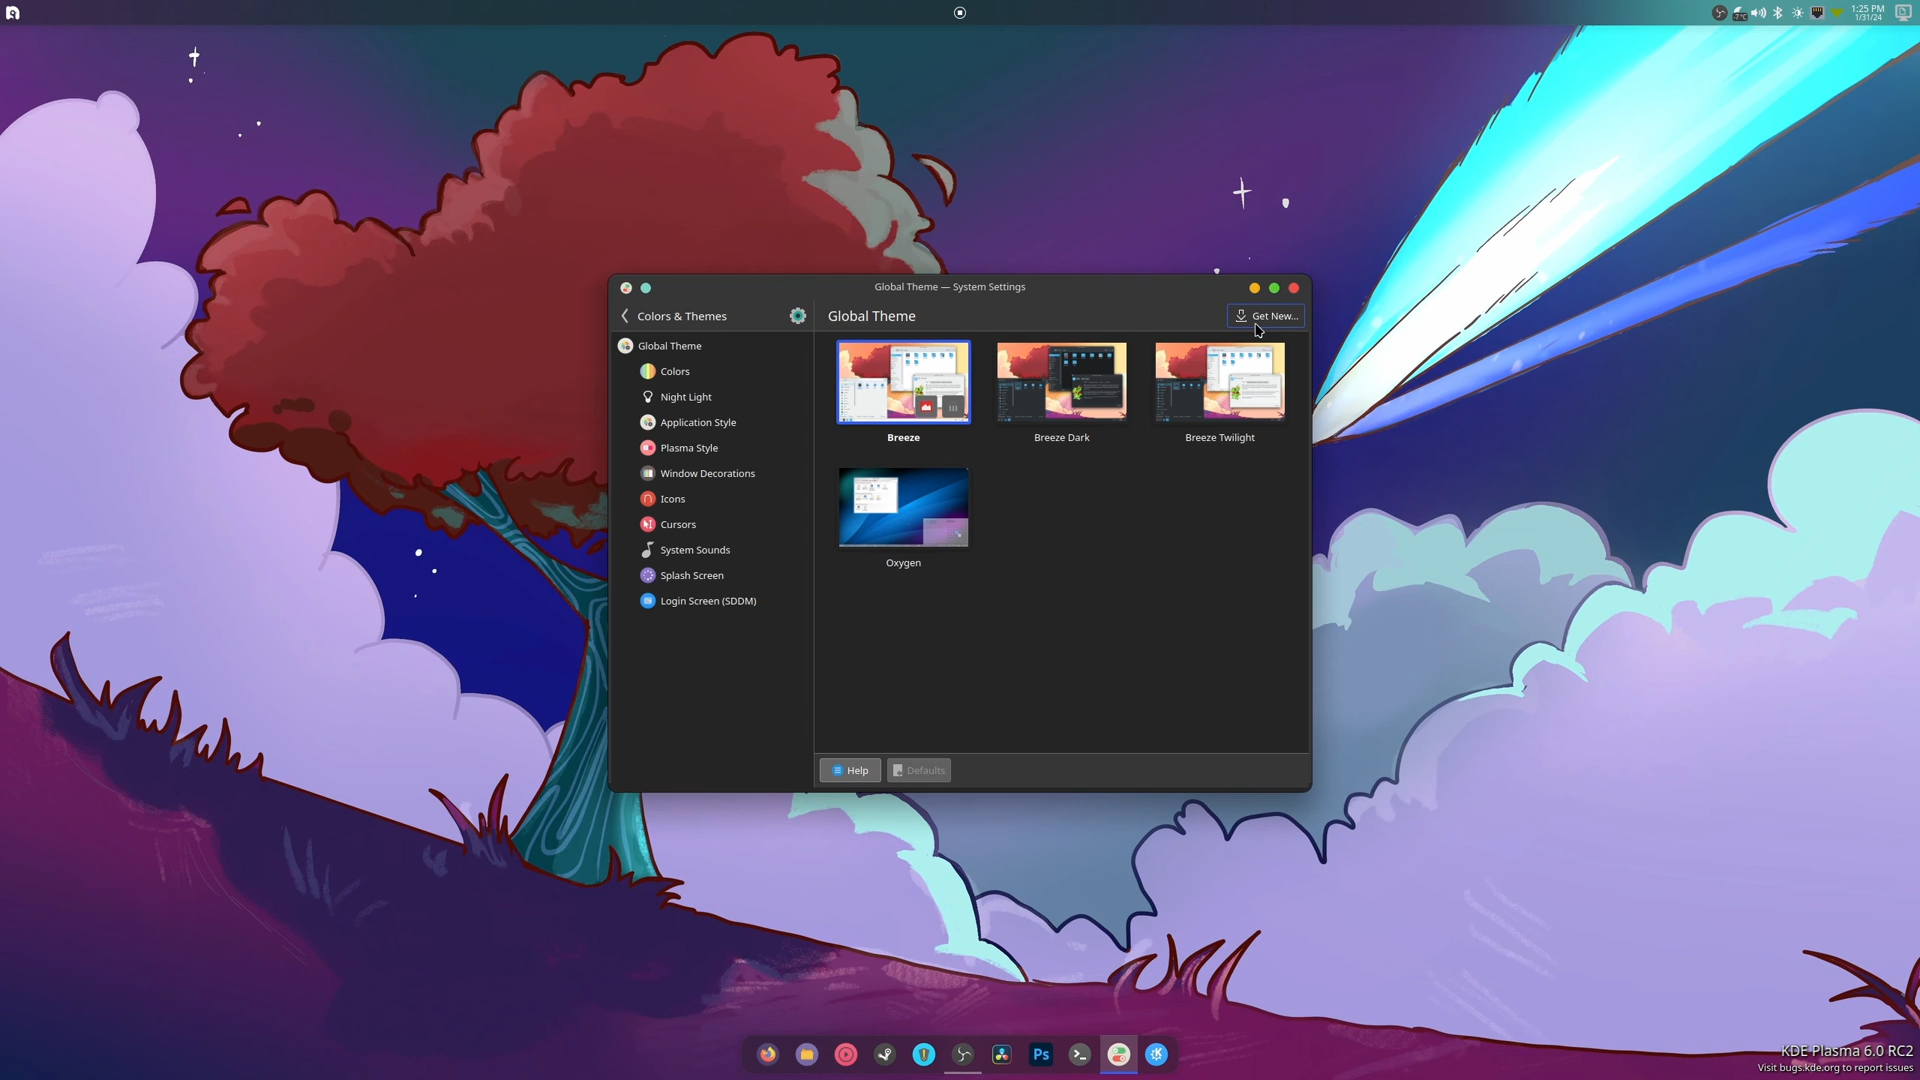 1:25 PM
1/31/24
Global Theme — System Settings
Colors & Themes
Global Theme
Get New...
Global Theme
Colors
Night Light
Application Style
Plasma Style
Window Decorations
Icons
Cursors
System Sounds
Splash Screen
Login Screen (SDDM)
Breeze
Breeze Dark
Breeze Twilight
Oxygen
Help
Defaults
Ps
KDE Plasma 6.0 RC2
Visit bugs.kde.org to report issues